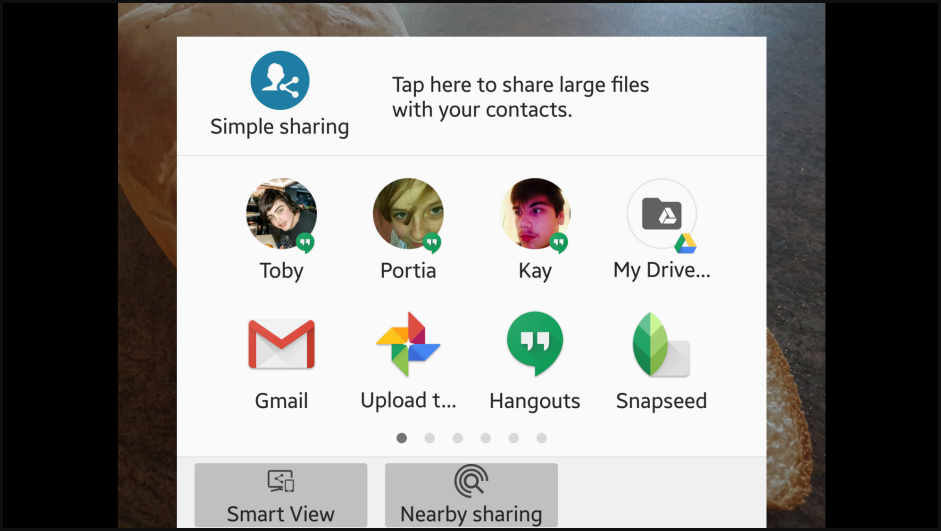 Tap here to share large files
with your contacts.
Simple sharing
Toby
Portia
Kay
My Drive...
Gmail
Upload t...
Hangouts
Snapseed
Smart View
Nearby sharing